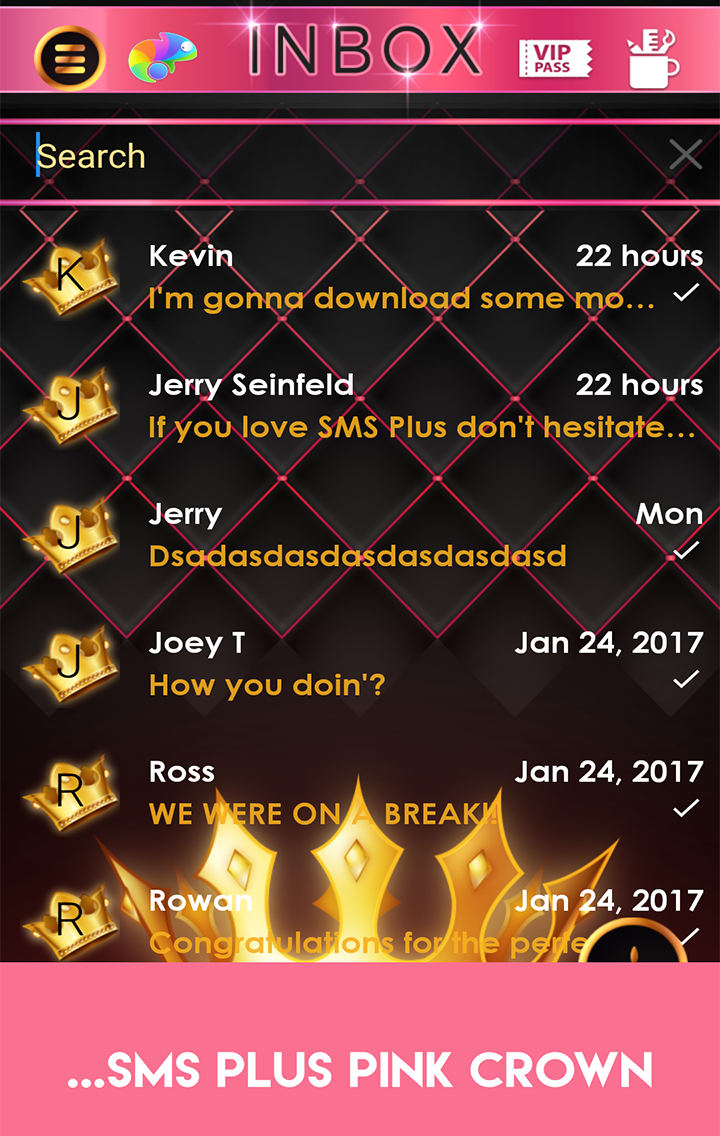 INBOX
VIP
PASS
Search
K
Kevin
22 hours
I'm gonna download some mo...
J
Jerry Seinfeld
22 hours
If you love SMS Plus don't hesitate...
J
Jerry
Mon
Dsadasdasdasdasdasdasd
J
Joey T
Jan 24, 2017
How you doin'?
R
Ross
Jan 24, 2017
WE WERE ON A BREAK!!
R
Rowan
Jan 24, 2017
Congratulations for the perfe
...SMS PLUS PINK CROWN